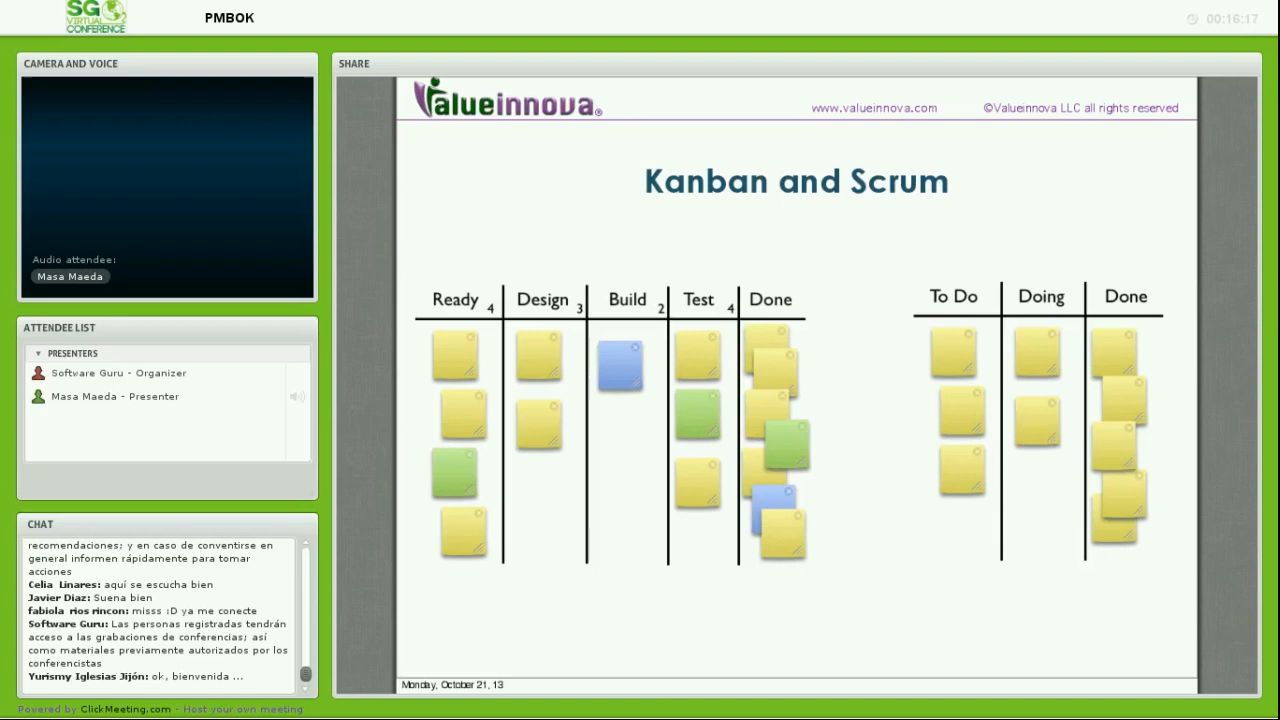 SG
VIRTUAL
CONFERENCE
PMBOK
00:16:17
CAMERA AND VOICE
Audio attendee:
Masa Maeda
ATTENDEE LIST
PRESENTERS
Software Guru - Organizer
Masa Maeda - Presenter
CHAT
recomendaciones; y en caso de conventirse en
general informen rápidamente para tomar
acciones
Celia Linares: aquí se escucha bien
Javier Diaz: Suena bien
fabiola rios rincon: misss :D ya me conecte
Software Guru: Las personas registradas tendrán
acceso a las grabaciones de conferencias; así
como materiales previamente autorizados por los
conferencistas
Yurismy Iglesias Jijón: ok, bienvenida ...
Powered by ClickMeeting.com - Host your own meeting
SHARE
Valueinnova®
www.valueinnova.com ©Valueinnova LLC all rights reserved
Kanban and Scrum
Ready 4 Design 3 Build 2 Test 4 Done
To Do Doing Done
Monday, October 21, 13